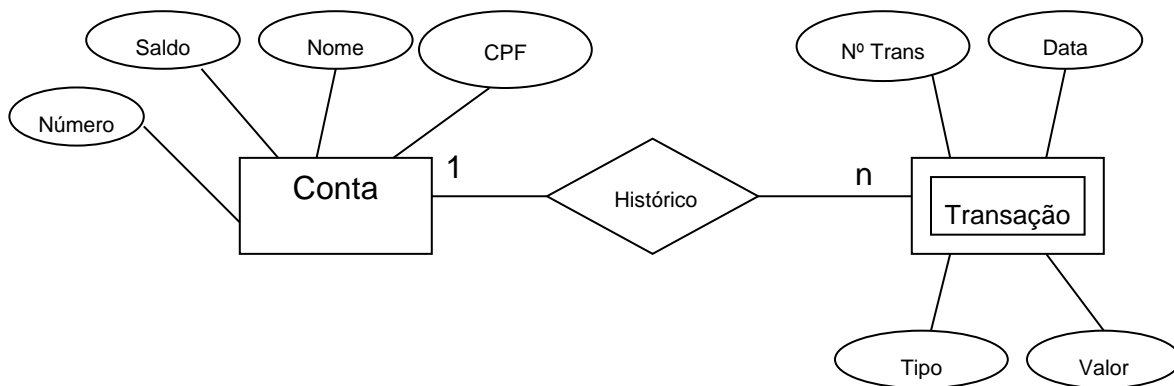 Saldo
Nome
CPF
Nº Trans
Data
Número
Conta
1
Histórico
n
Transação
Tipo
Valor